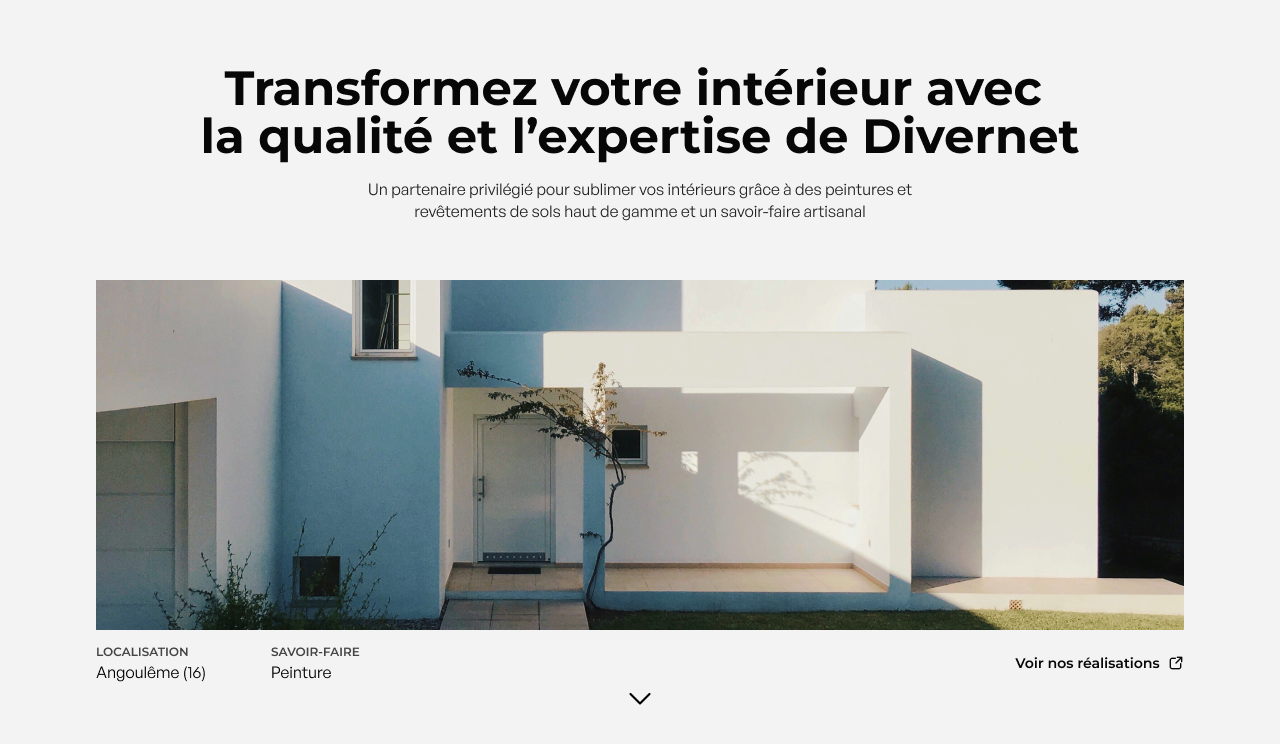 Transformez votre intérieur avec
la qualité et l’expertise de Divernet
Un partenaire privilégié pour sublimer vos intérieurs grâce à des peintures et
revêtements de sols haut de gamme et un savoir-faire artisanal
LOCALISATION
Angoulême (16)
SAVOIR-FAIRE
Peinture
Voir nos réalisations